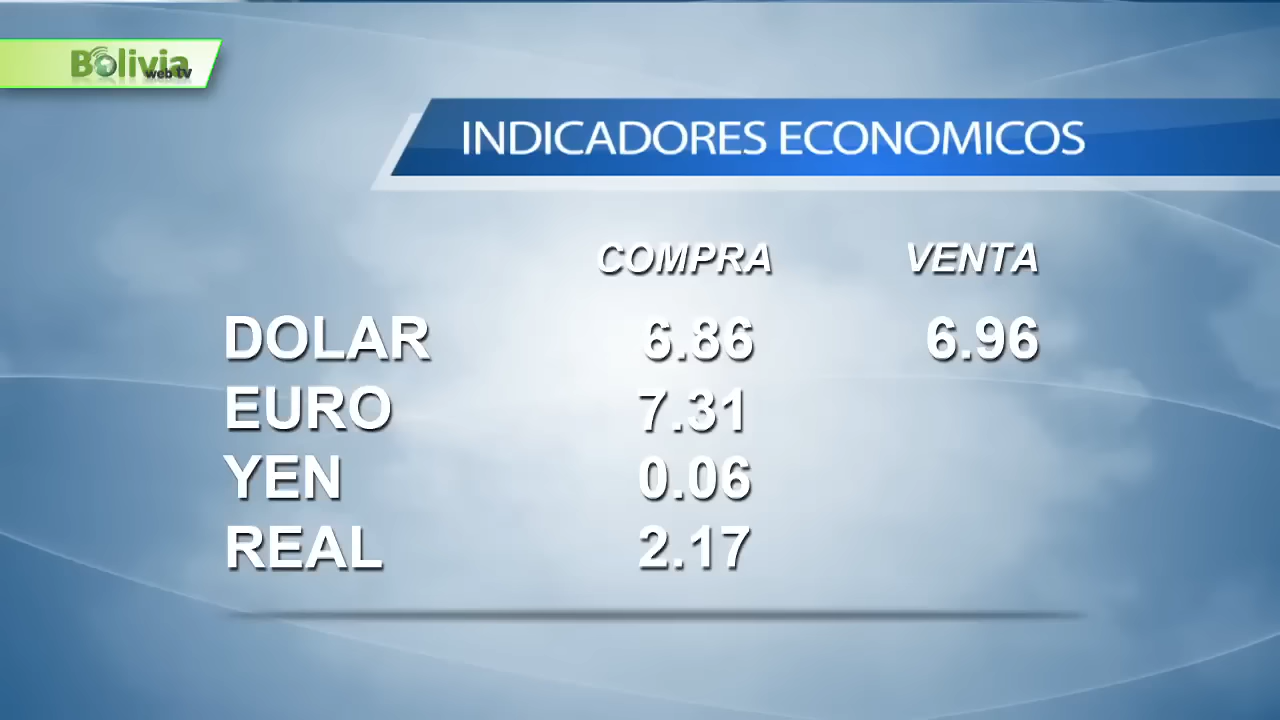 Bolivia
web tv
INDICADORES ECONOMICOS
COMPRA VENTA
DOLAR 6.86 6.96
EURO 7.31
YEN 0.06
REAL 2.17